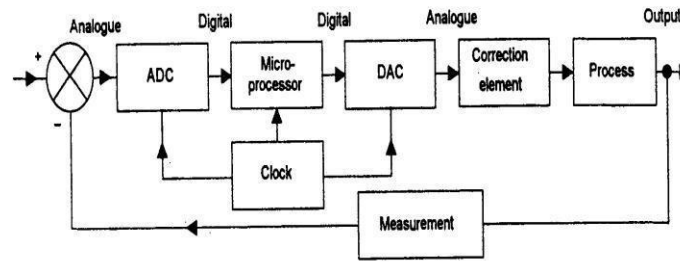 Analogue Digital Digital Analogue Output
+
ADC
Micro-
processor
DAC
Correction
element
Process
−
Clock
Measurement